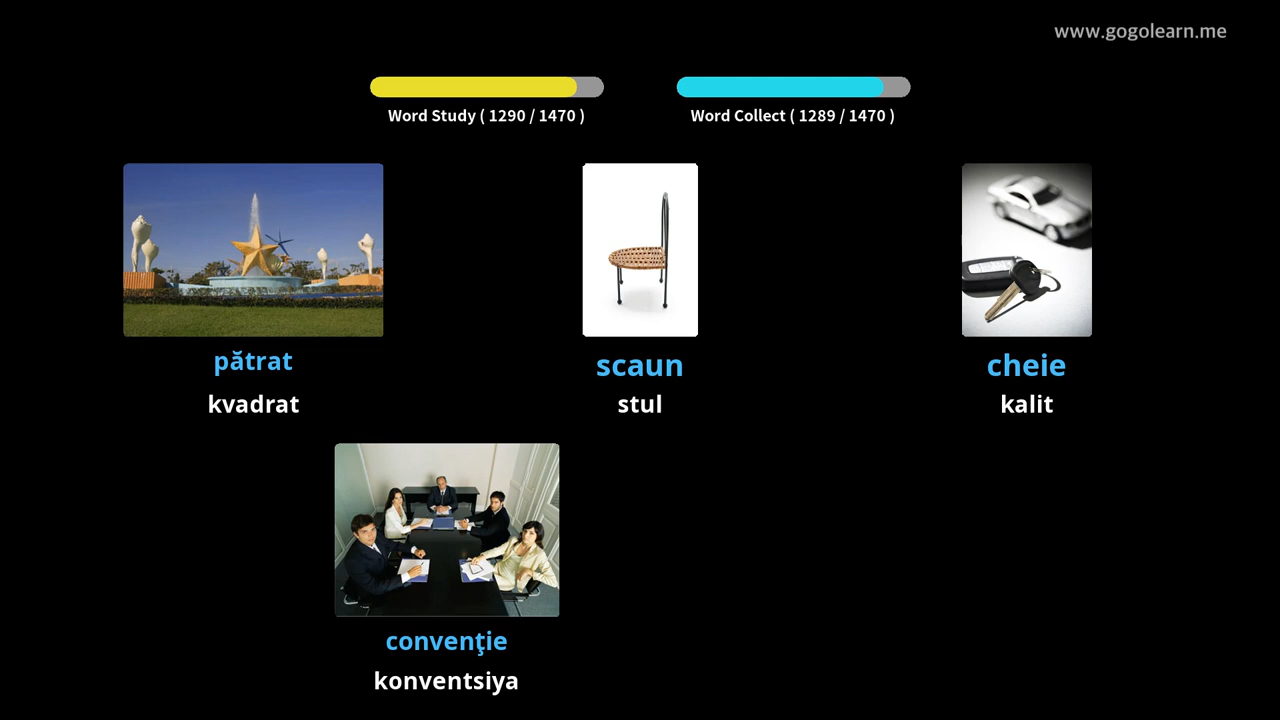 www.gogolearn.me
Word Study ( 1290 / 1470 )
Word Collect ( 1289 / 1470 )
pătrat
kvadrat
scaun
stul
cheie
kalit
convenţie
konventsiya